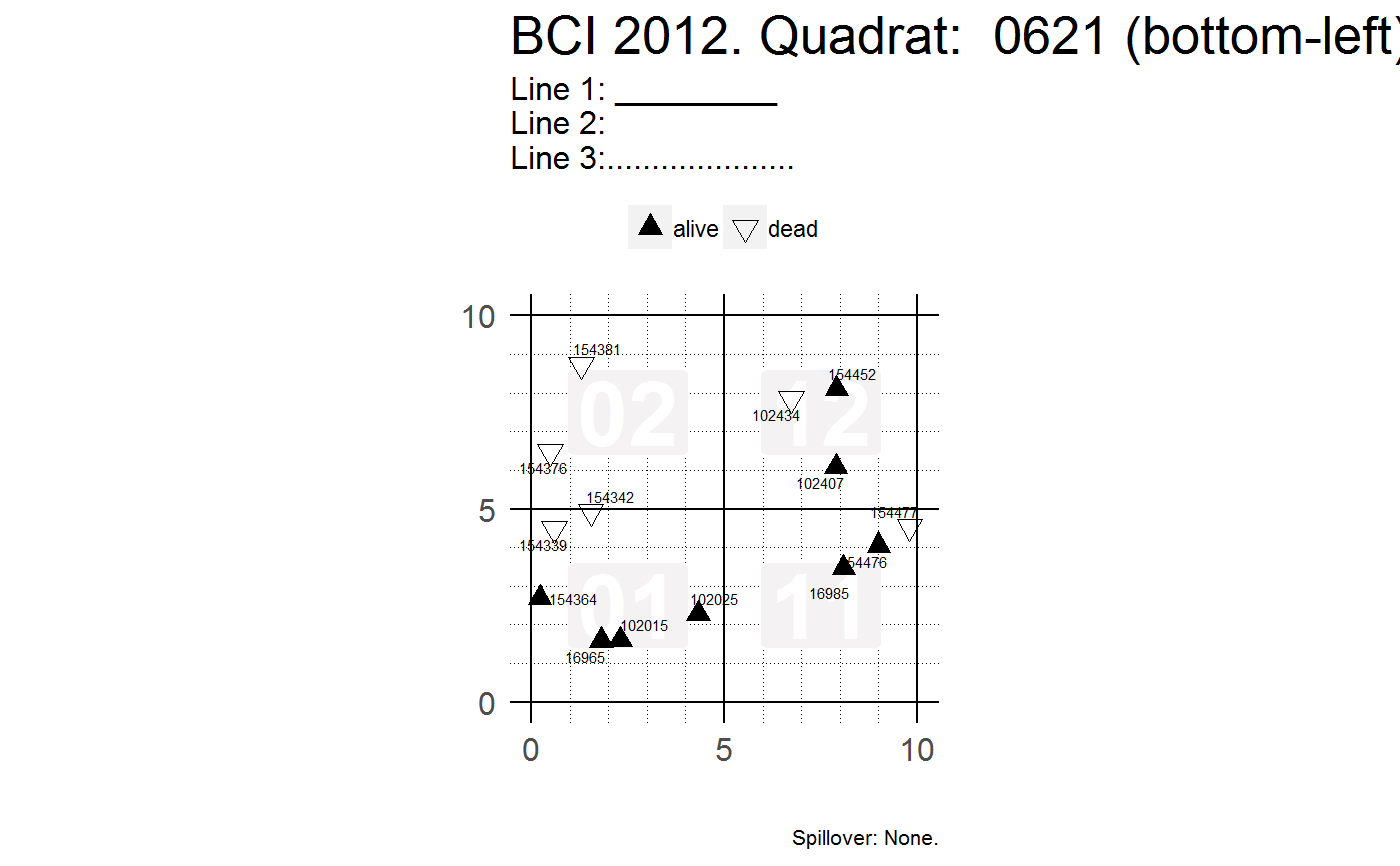 BCI 2012. Quadrat:  0621 (bottom-left)
Line 1: _________
Line 2:
Line 3:.....................
alive dead
10
154381
154452
02 12
102434
154376
102407
154342
5
154477
154339
154476
16985
01 11
154364 102025
102015
16965
0
0 5 10
Spillover: None.